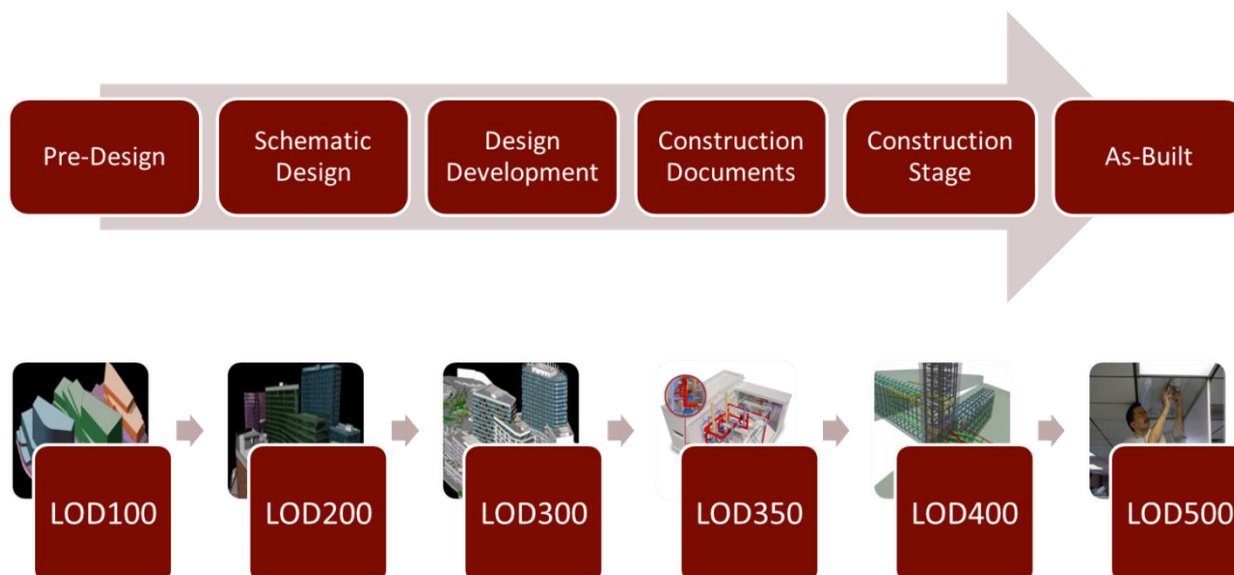 Pre-Design
Schematic
Design
Design
Development
Construction
Documents
Construction
Stage
As-Built
LOD100
LOD200
LOD300
LOD350
LOD400
LOD500